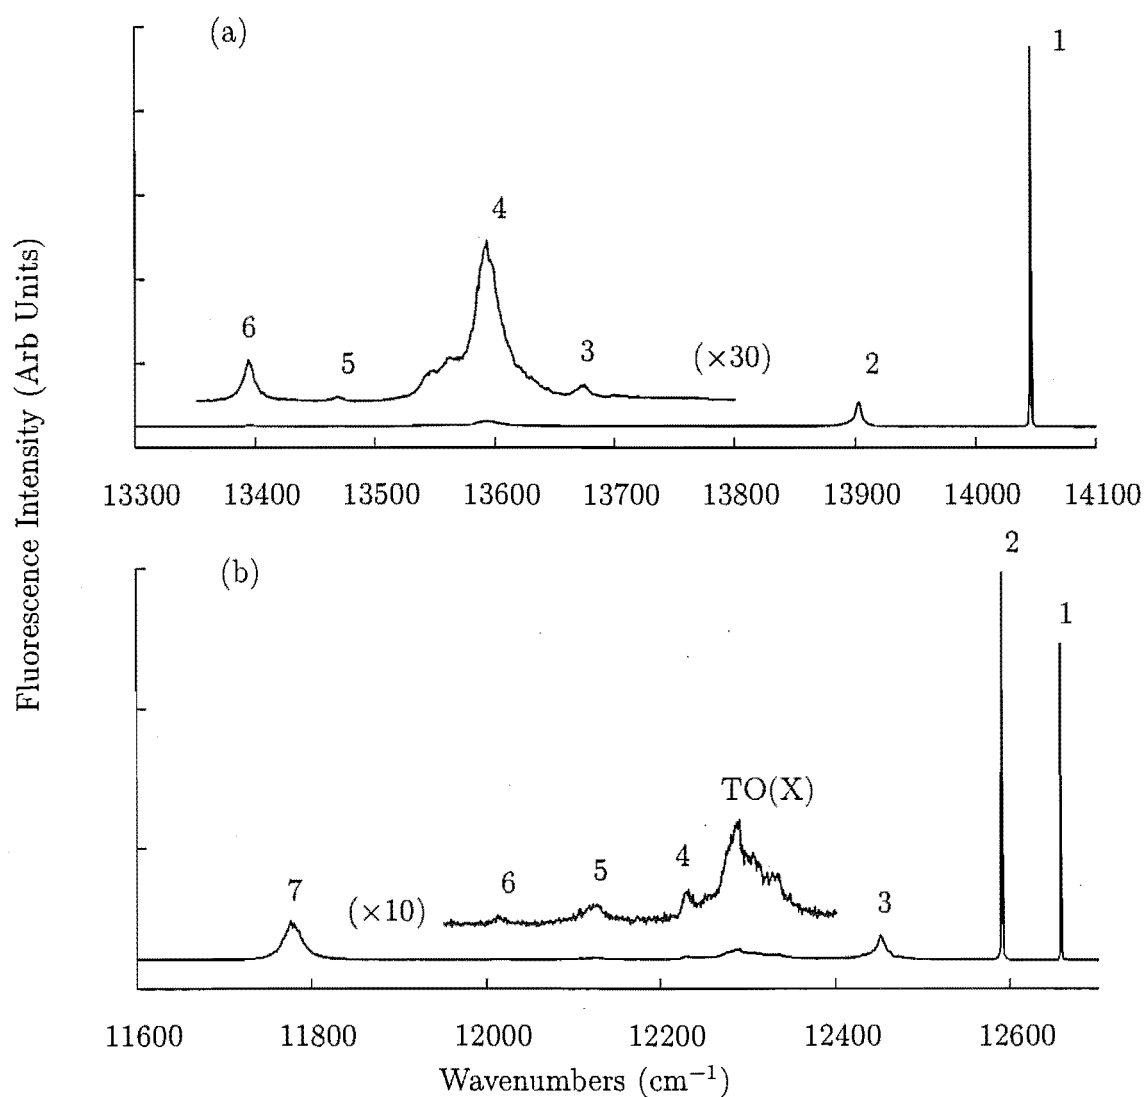 (a)
1
4
6
5
3
(×30)
2
13300 13400 13500 13600 13700 13800 13900 14000 14100
Fluorescence Intensity (Arb Units)
(b)
2
1
TO(X)
7
(×10)
6
5
4
3
11600 11800 12000 12200 12400 12600
Wavenumbers (cm⁻¹)